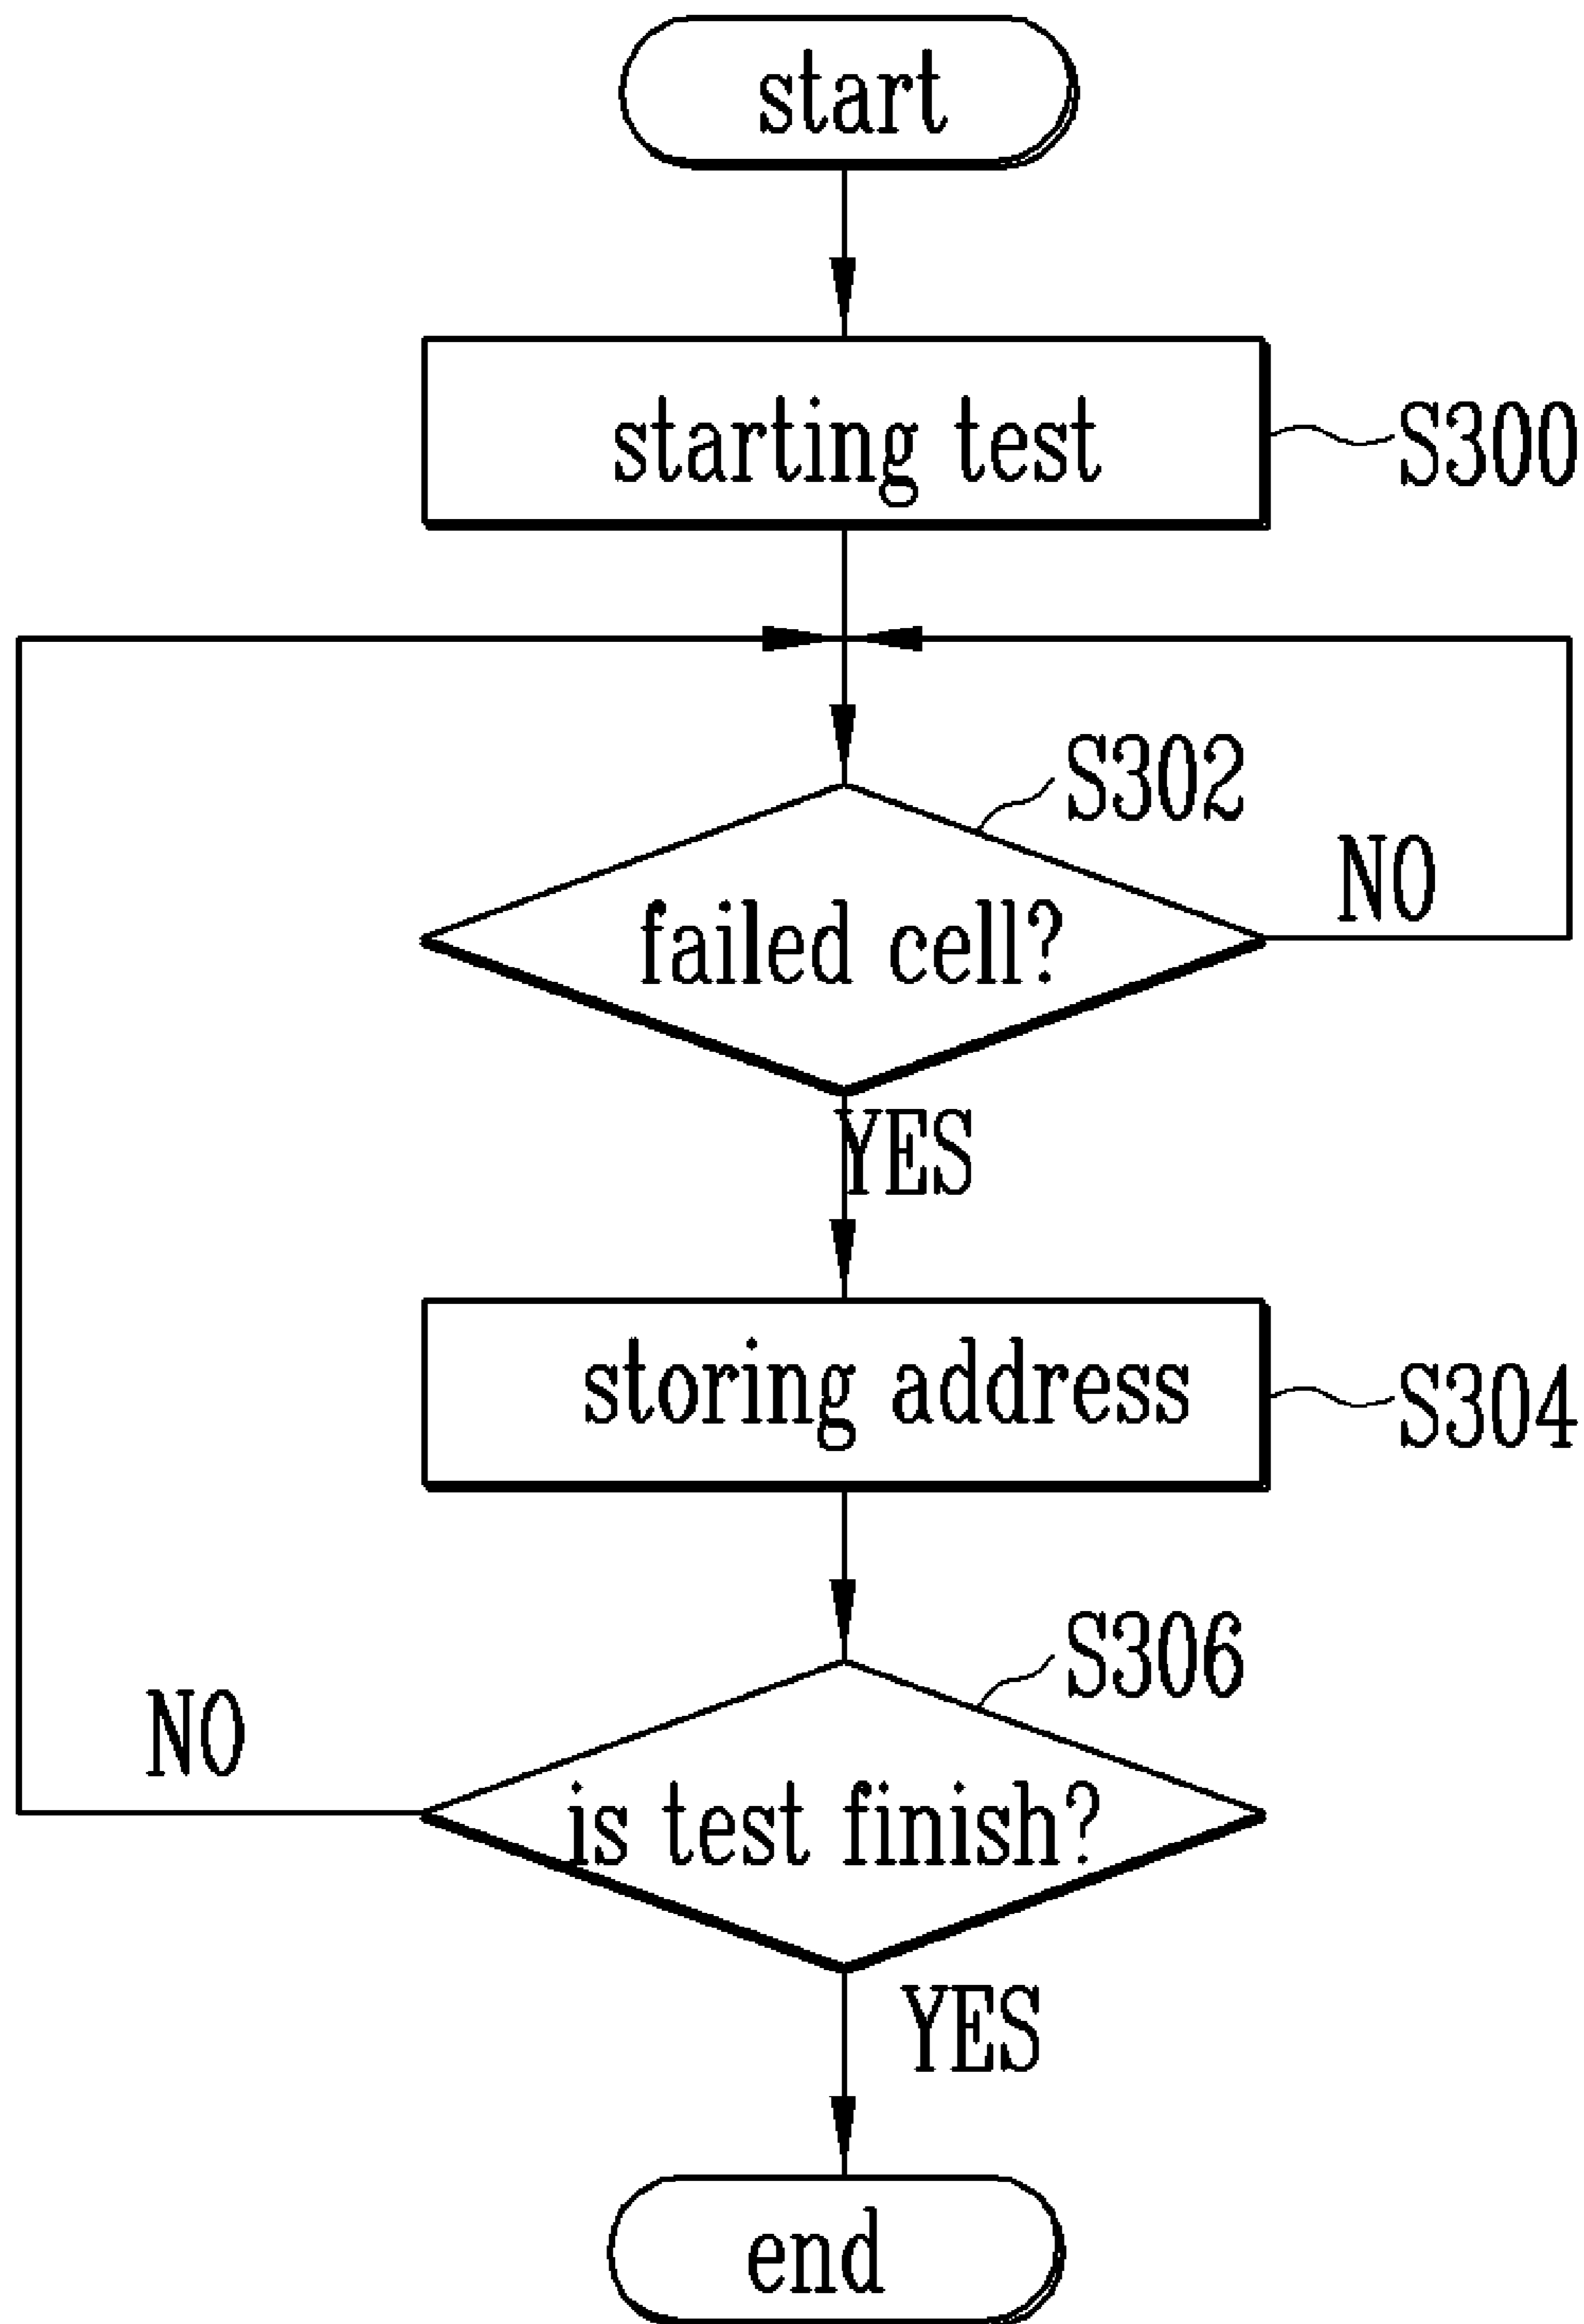 start
starting test
S300
S302
failed cell?
NO
YES
storing address
S304
S306
NO
is test finish?
YES
end